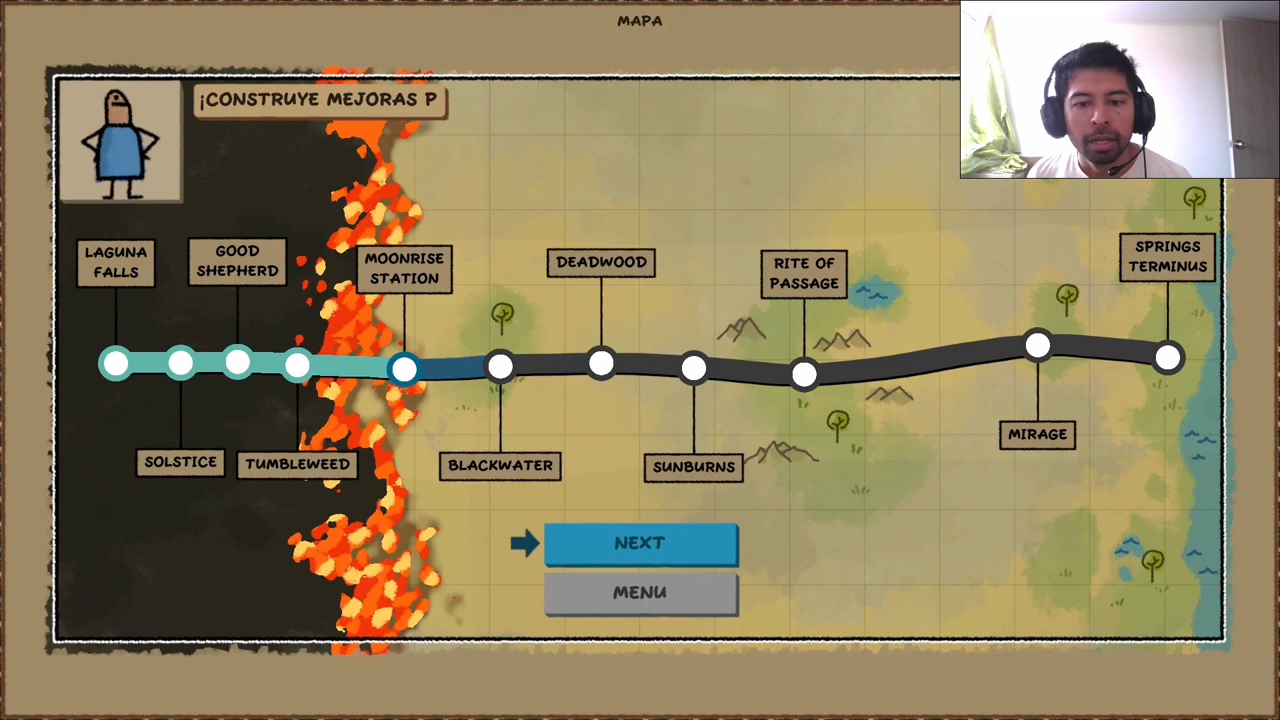 MAPA
¡CONSTRUYE MEJORAS P
LAGUNA
FALLS
GOOD
SHEPHERD
MOONRISE
STATION
DEADWOOD
RITE OF
PASSAGE
SPRINGS
TERMINUS
SOLSTICE
TUMBLEWEED
BLACKWATER
SUNBURNS
MIRAGE
NEXT
MENU